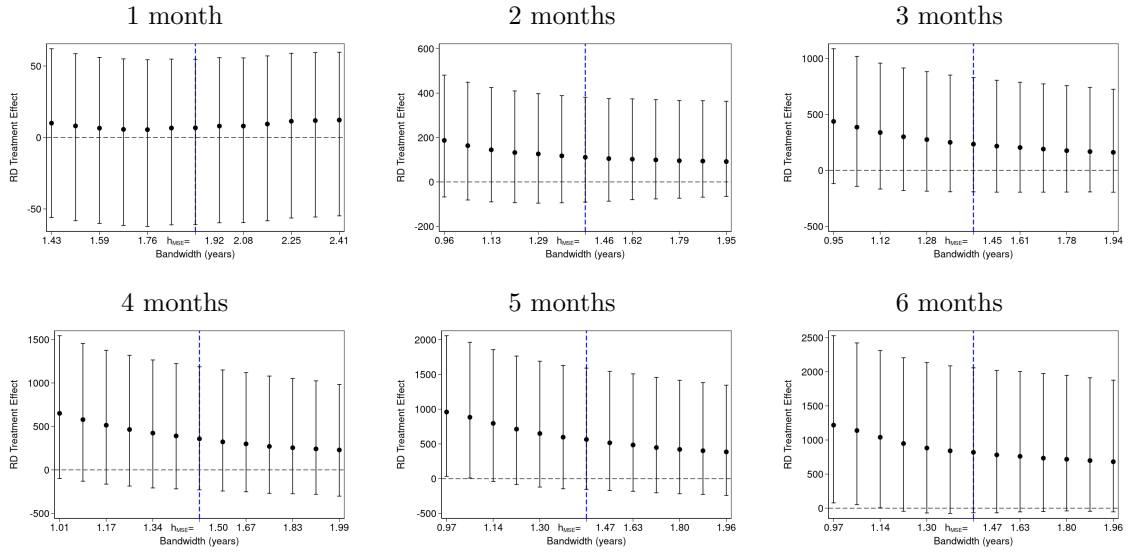 1 month
2 months
3 months
RD Treatment Effect
50
0
-50
1.43 1.59 1.76 hMSE= 1.92 2.08 2.25 2.41
Bandwidth (years)
RD Treatment Effect
600
400
200
0
-200
0.96 1.13 1.29 hMSE= 1.46 1.62 1.79 1.95
Bandwidth (years)
RD Treatment Effect
1000
500
0
-500
0.95 1.12 1.28 hMSE= 1.45 1.61 1.78 1.94
Bandwidth (years)
4 months
5 months
6 months
RD Treatment Effect
1500
1000
500
0
-500
1.01 1.17 1.34 hMSE= 1.50 1.67 1.83 1.99
Bandwidth (years)
RD Treatment Effect
2000
1500
1000
500
0
-500
0.97 1.14 1.30 hMSE= 1.47 1.63 1.80 1.96
Bandwidth (years)
RD Treatment Effect
2500
2000
1500
1000
500
0
0.97 1.14 1.30 hMSE= 1.47 1.63 1.80 1.96
Bandwidth (years)